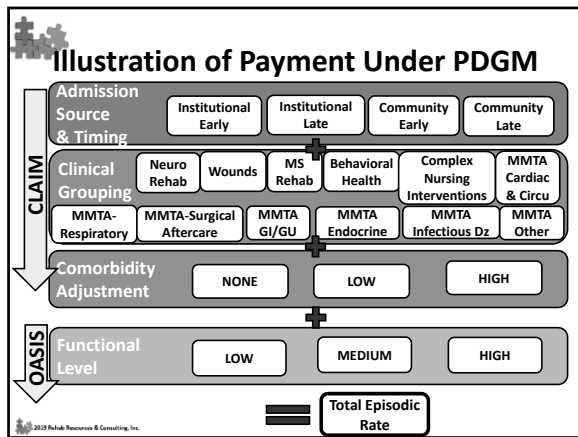 Illustration of Payment Under PDGM
Admission
Source
& Timing
Institutional
Early
Institutional
Late
Community
Early
Community
Late
CLAIM
Clinical
Grouping
Neuro
Rehab
Wounds
MS
Rehab
Behavioral
Health
Complex
Nursing
Interventions
MMTA
Cardiac
& Circu
MMTA-
Respiratory
MMTA-Surgical
Aftercare
MMTA
GI/GU
MMTA
Endocrine
MMTA
Infectious Dz
MMTA
Other
Comorbidity
Adjustment
NONE
LOW
HIGH
OASIS
Functional
Level
LOW
MEDIUM
HIGH
Total Episodic
Rate
©2019 Rehab Resources & Consulting, Inc.